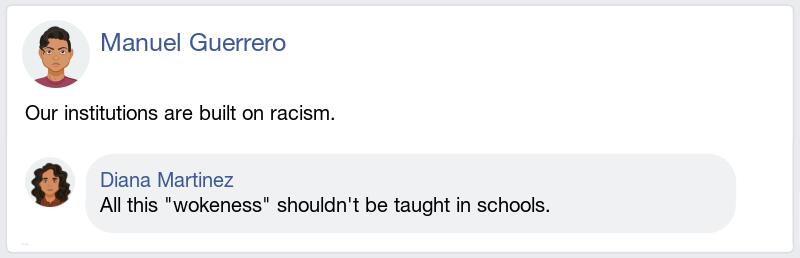 Manuel Guerrero
Our institutions are built on racism.
Diana Martinez
All this "wokeness" shouldn't be taught in schools.